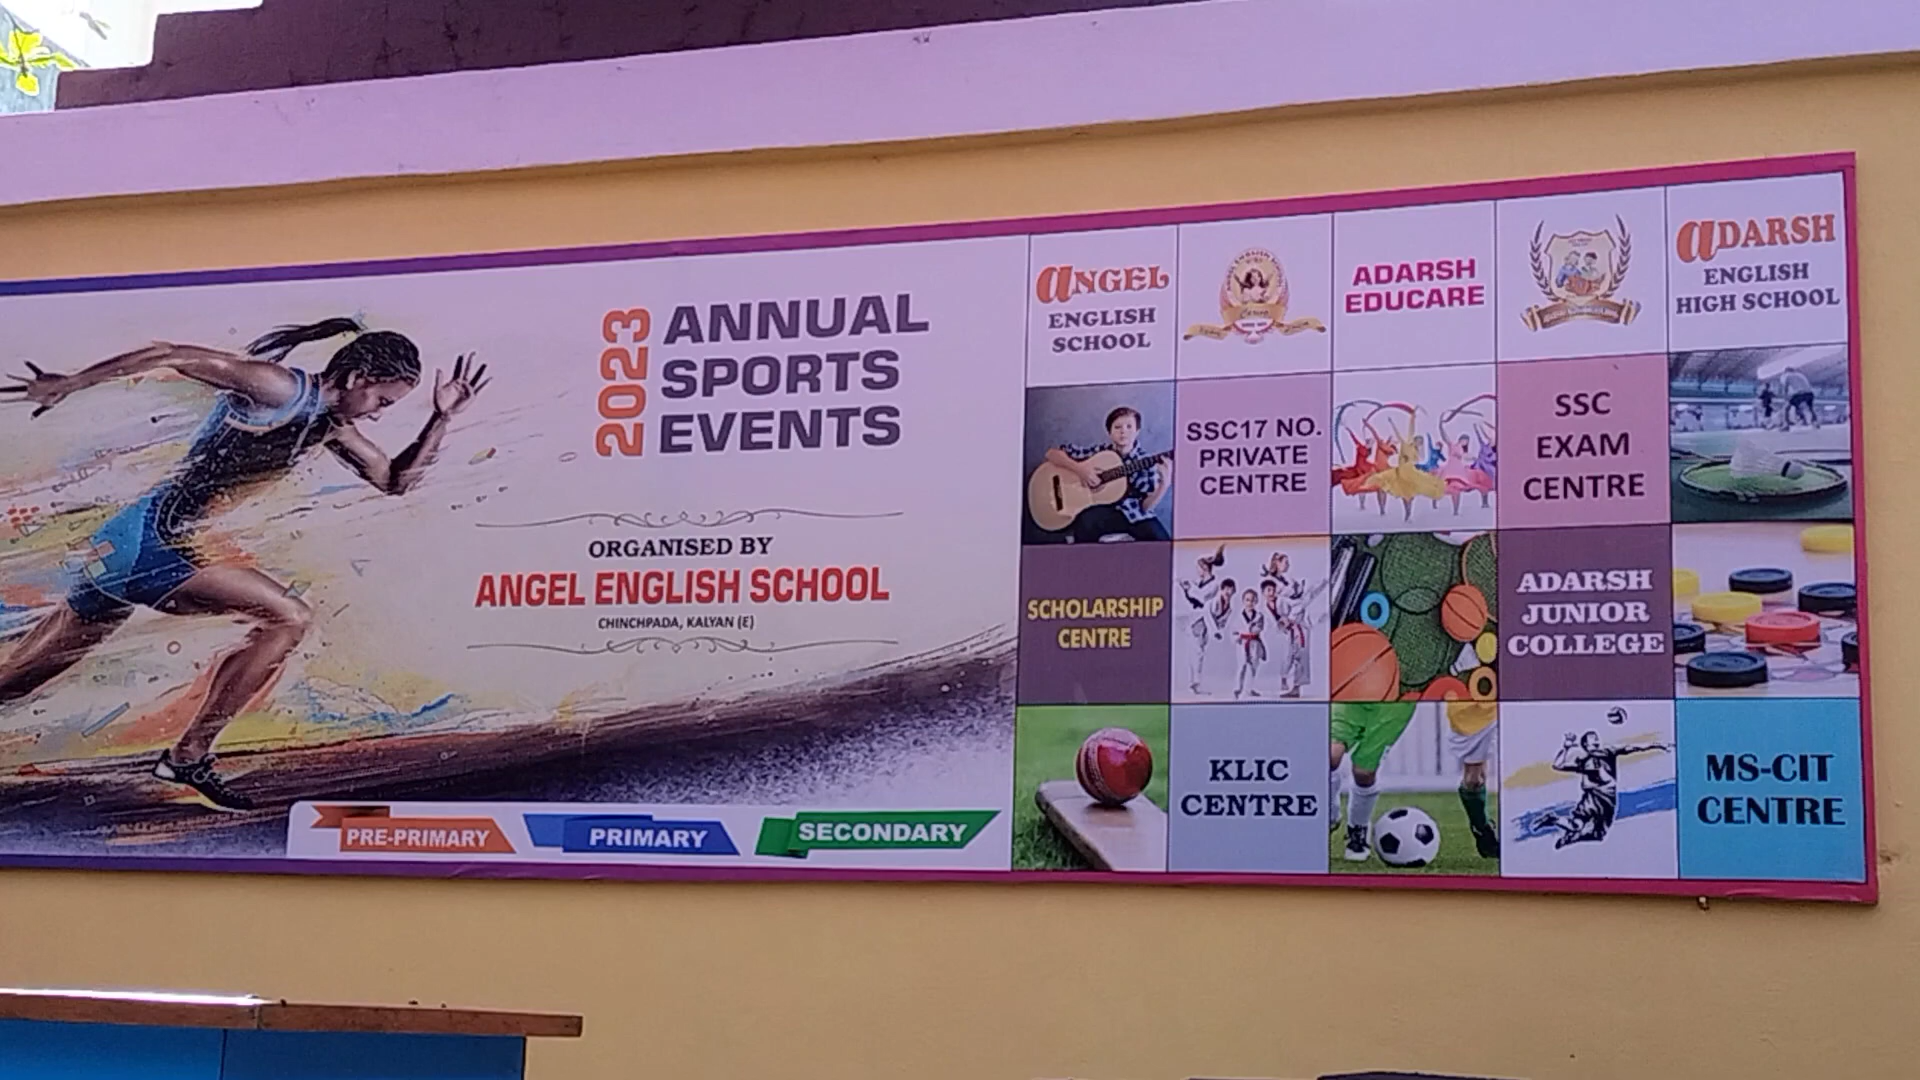 2023
ANNUAL
SPORTS
EVENTS
ORGANISED BY
ANGEL ENGLISH SCHOOL
CHINCHPADA, KALYAN (E)
PRE-PRIMARY
PRIMARY
SECONDARY
ANGEL
ENGLISH
SCHOOL
ADARSH
EDUCARE
ADARSH
ENGLISH
HIGH SCHOOL
SSC17 NO.
PRIVATE
CENTRE
SSC
EXAM
CENTRE
SCHOLARSHIP
CENTRE
ADARSH
JUNIOR
COLLEGE
KLIC
CENTRE
MS-CIT
CENTRE